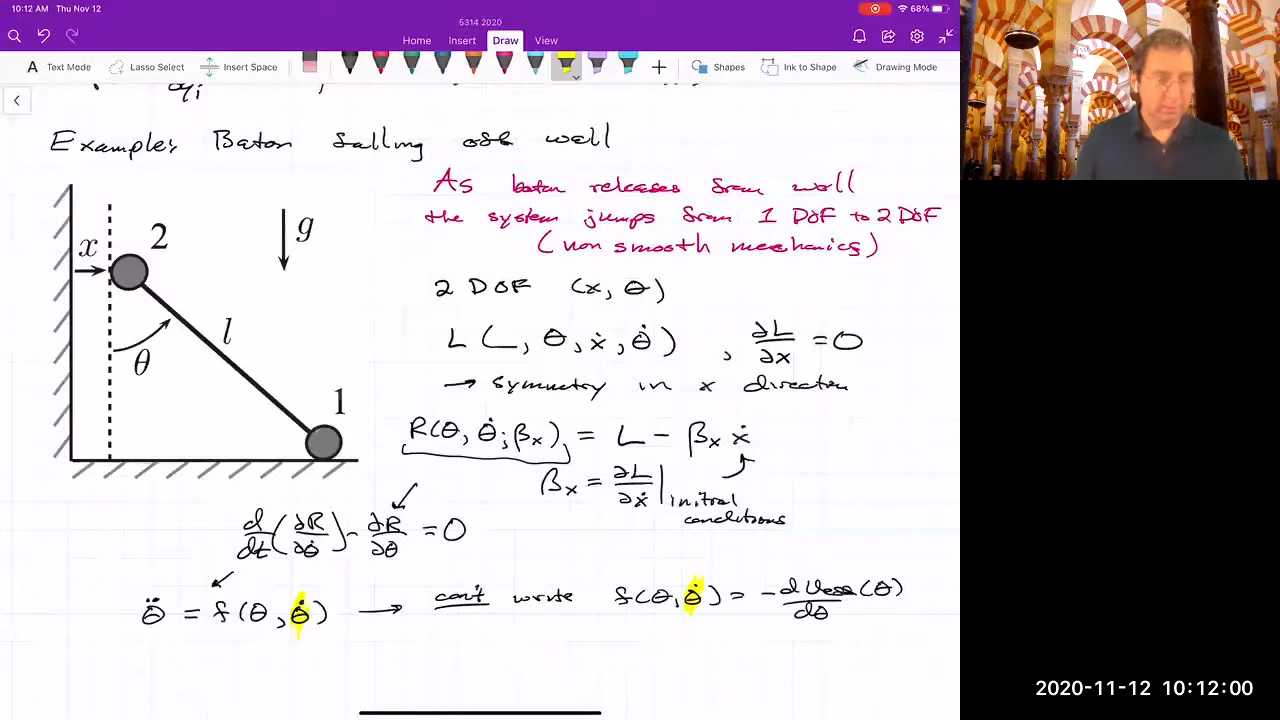 10:12 AM Thu Nov 12
68%
5314 2020
Home Insert Draw View
A Text Mode Lasso Select Insert Space Shapes Ink to Shape Drawing Mode
Example: Baton falling off wall
As baton releases from wall
the system jumps from 1 DOF to 2 DOF
(non smooth mechanics)
x 2 g
θ l
1
2 DOF (x, θ)
L( _, θ, ẋ, θ̇ ) , ∂L/∂x = 0
→ symmetry in x direction
R(θ, θ̇; βx) = L - βx ẋ
βx = ∂L/∂ẋ | initial
conditions
d/dt (∂R/∂θ̇) - ∂R/∂θ = 0
θ̈ = f(θ, θ̇) → can't write f(θ, θ̇) = - dVeff(θ)/dθ
2020-11-12 10:12:00